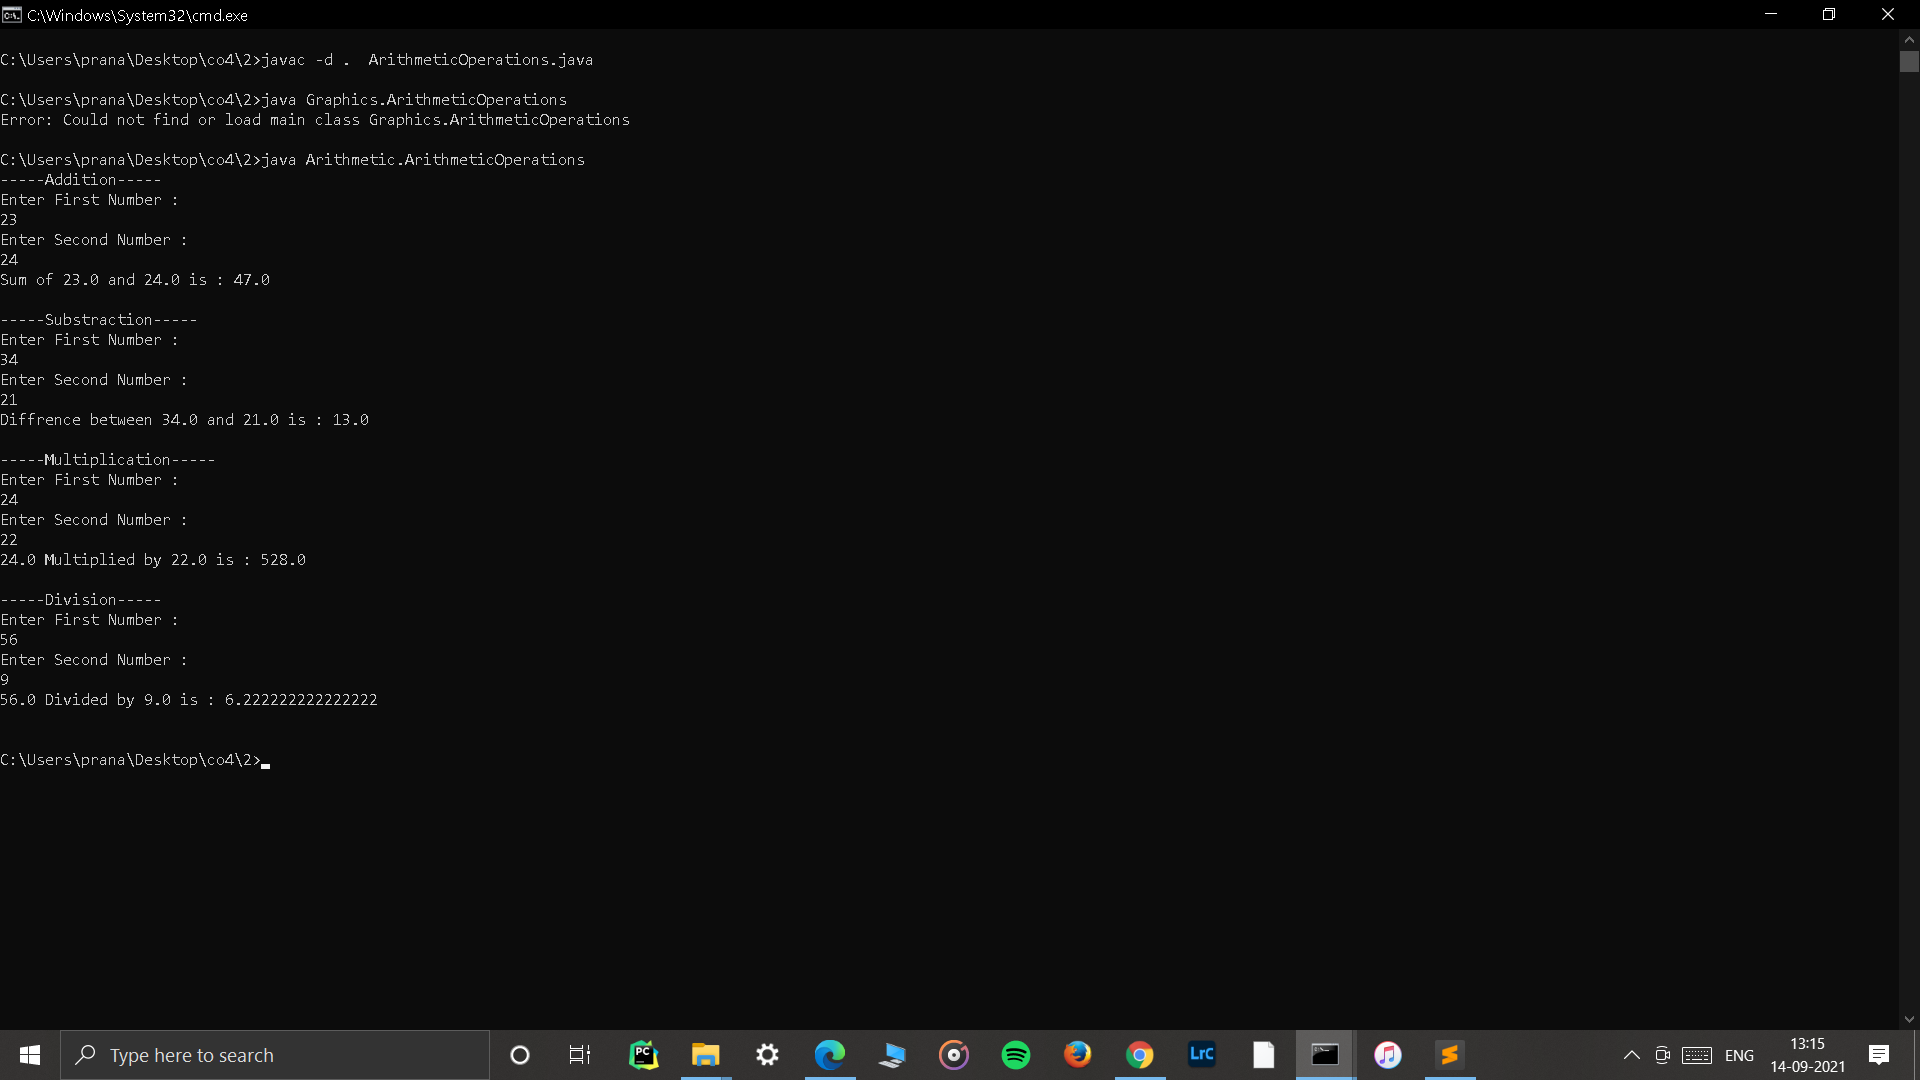 C:\Windows\System32\cmd.exe
C:\Users\prana\Desktop\co4\2>javac -d .  ArithmeticOperations.java
C:\Users\prana\Desktop\co4\2>java Graphics.ArithmeticOperations
Error: Could not find or load main class Graphics.ArithmeticOperations
C:\Users\prana\Desktop\co4\2>java Arithmetic.ArithmeticOperations
-----Addition-----
Enter First Number :
23
Enter Second Number :
24
Sum of 23.0 and 24.0 is : 47.0
-----Substraction-----
Enter First Number :
34
Enter Second Number :
21
Diffrence between 34.0 and 21.0 is : 13.0
-----Multiplication-----
Enter First Number :
24
Enter Second Number :
22
24.0 Multiplied by 22.0 is : 528.0
-----Division-----
Enter First Number :
56
Enter Second Number :
9
56.0 Divided by 9.0 is : 6.222222222222222
C:\Users\prana\Desktop\co4\2>
Type here to search
PC
LrC
ENG
13:15
14-09-2021